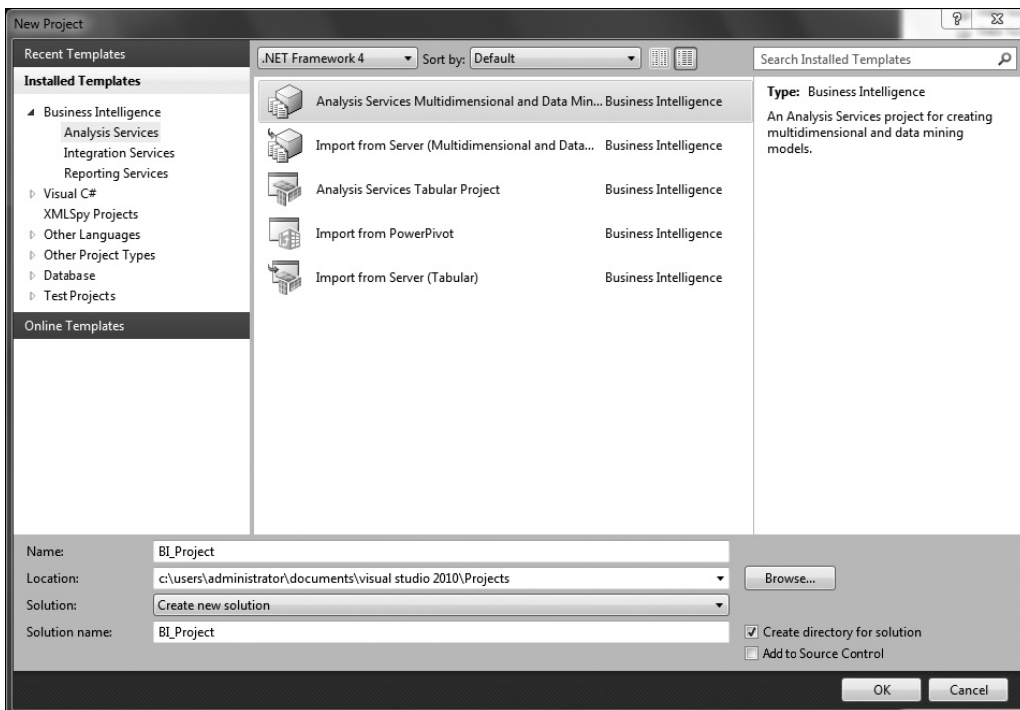 New Project
Recent Templates
Installed Templates
Business Intelligence
Analysis Services
Integration Services
Reporting Services
Visual C#
XMLSpy Projects
Other Languages
Other Project Types
Database
Test Projects
Online Templates
.NET Framework 4
Sort by: Default
Analysis Services Multidimensional and Data Min... Business Intelligence
Import from Server (Multidimensional and Data... Business Intelligence
Analysis Services Tabular Project Business Intelligence
Import from PowerPivot Business Intelligence
Import from Server (Tabular) Business Intelligence
Search Installed Templates
Type: Business Intelligence
An Analysis Services project for creating
multidimensional and data mining
models.
Name: BI_Project
Location: c:\users\administrator\documents\visual studio 2010\Projects
Browse...
Solution: Create new solution
Solution name: BI_Project
Create directory for solution
Add to Source Control
OK Cancel